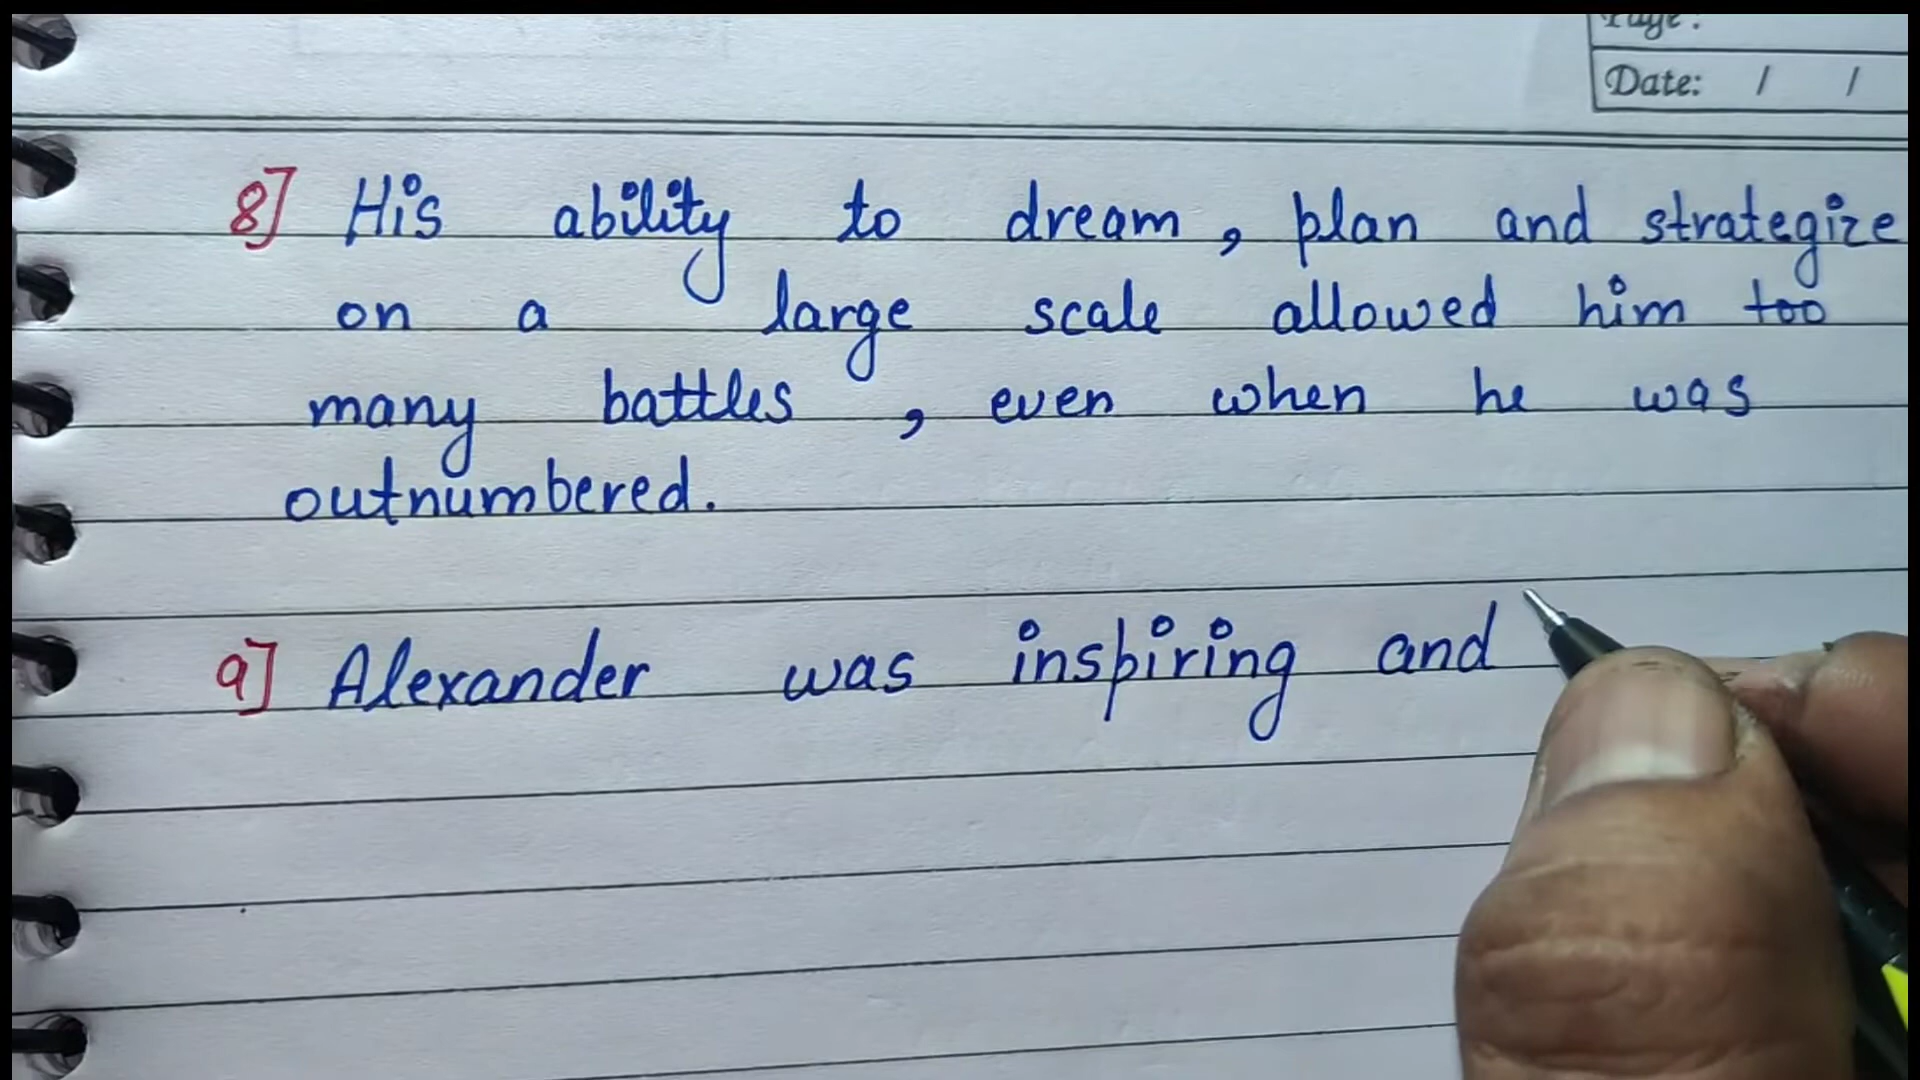 Page:
Date: / /
8] His ability to dream, plan and strategize
on a large scale allowed him too
many battles, even when he was
outnumbered.
9] Alexander was inspiring and